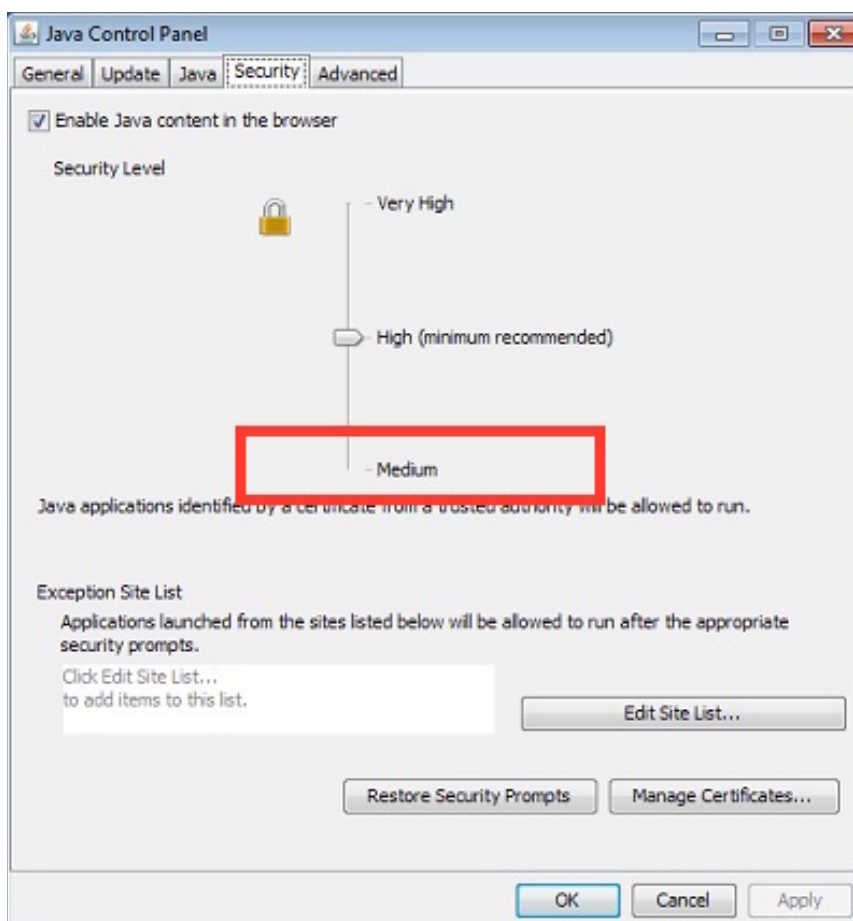 Java Control Panel
General Update Java Security Advanced
Enable Java content in the browser
Security Level
Very High
High (minimum recommended)
Medium
Java applications identified by a certificate from a trusted authority will be allowed to run.
Exception Site List
Applications launched from the sites listed below will be allowed to run after the appropriate
security prompts.
Click Edit Site List...
to add items to this list.
Edit Site List...
Restore Security Prompts Manage Certificates...
OK Cancel Apply